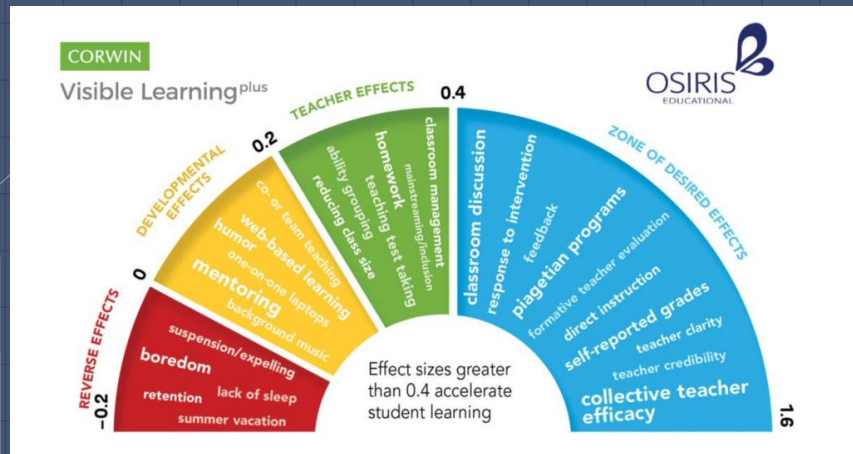 CORWIN
Visible Learning plus
OSIRIS
EDUCATIONAL
REVERSE EFFECTS
DEVELOPMENTAL
EFFECTS
TEACHER EFFECTS
ZONE OF DESIRED EFFECTS
-0.2
0
0.2
0.4
1.6
suspension/expelling
boredom
lack of sleep
retention
summer vacation
co- or team teaching
web-based learning
humor
one-on-one laptops
mentoring
background music
classroom management
mainstreaming/inclusion
homework
teaching test taking
ability grouping
reducing class size
classroom discussion
response to intervention
feedback
piagetian programs
formative teacher evaluation
direct instruction
self-reported grades
teacher clarity
teacher credibility
collective teacher
efficacy
Effect sizes greater
than 0.4 accelerate
student learning